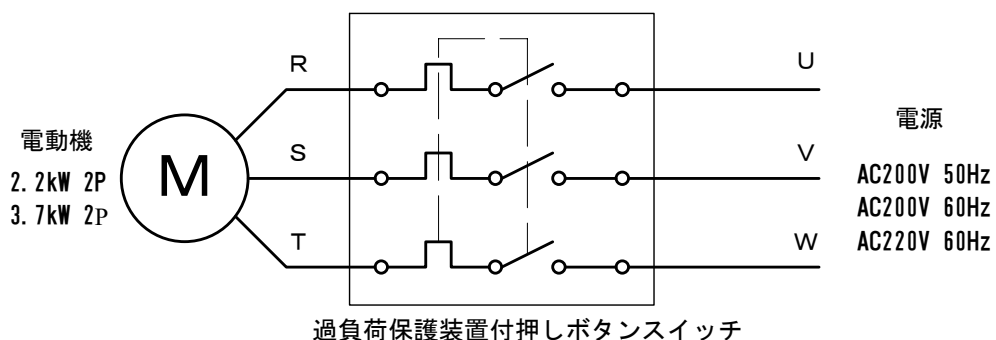 R
U
電動機
2.2kW 2P
3.7kW 2P
M
S
V
電源
AC200V 50Hz
AC200V 60Hz
AC220V 60Hz
T
W
過負荷保護装置付押しボタンスイッチ